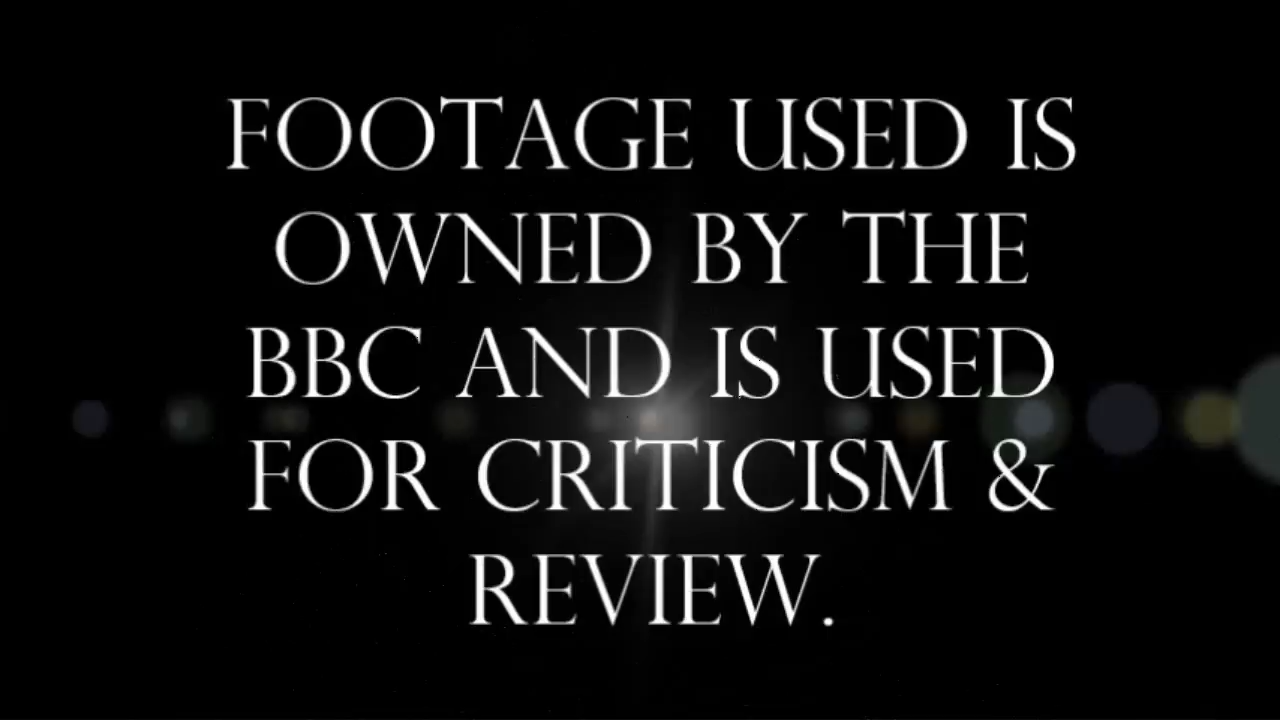 FOOTAGE USED IS
OWNED BY THE
BBC AND IS USED
FOR CRITICISM &
REVIEW.